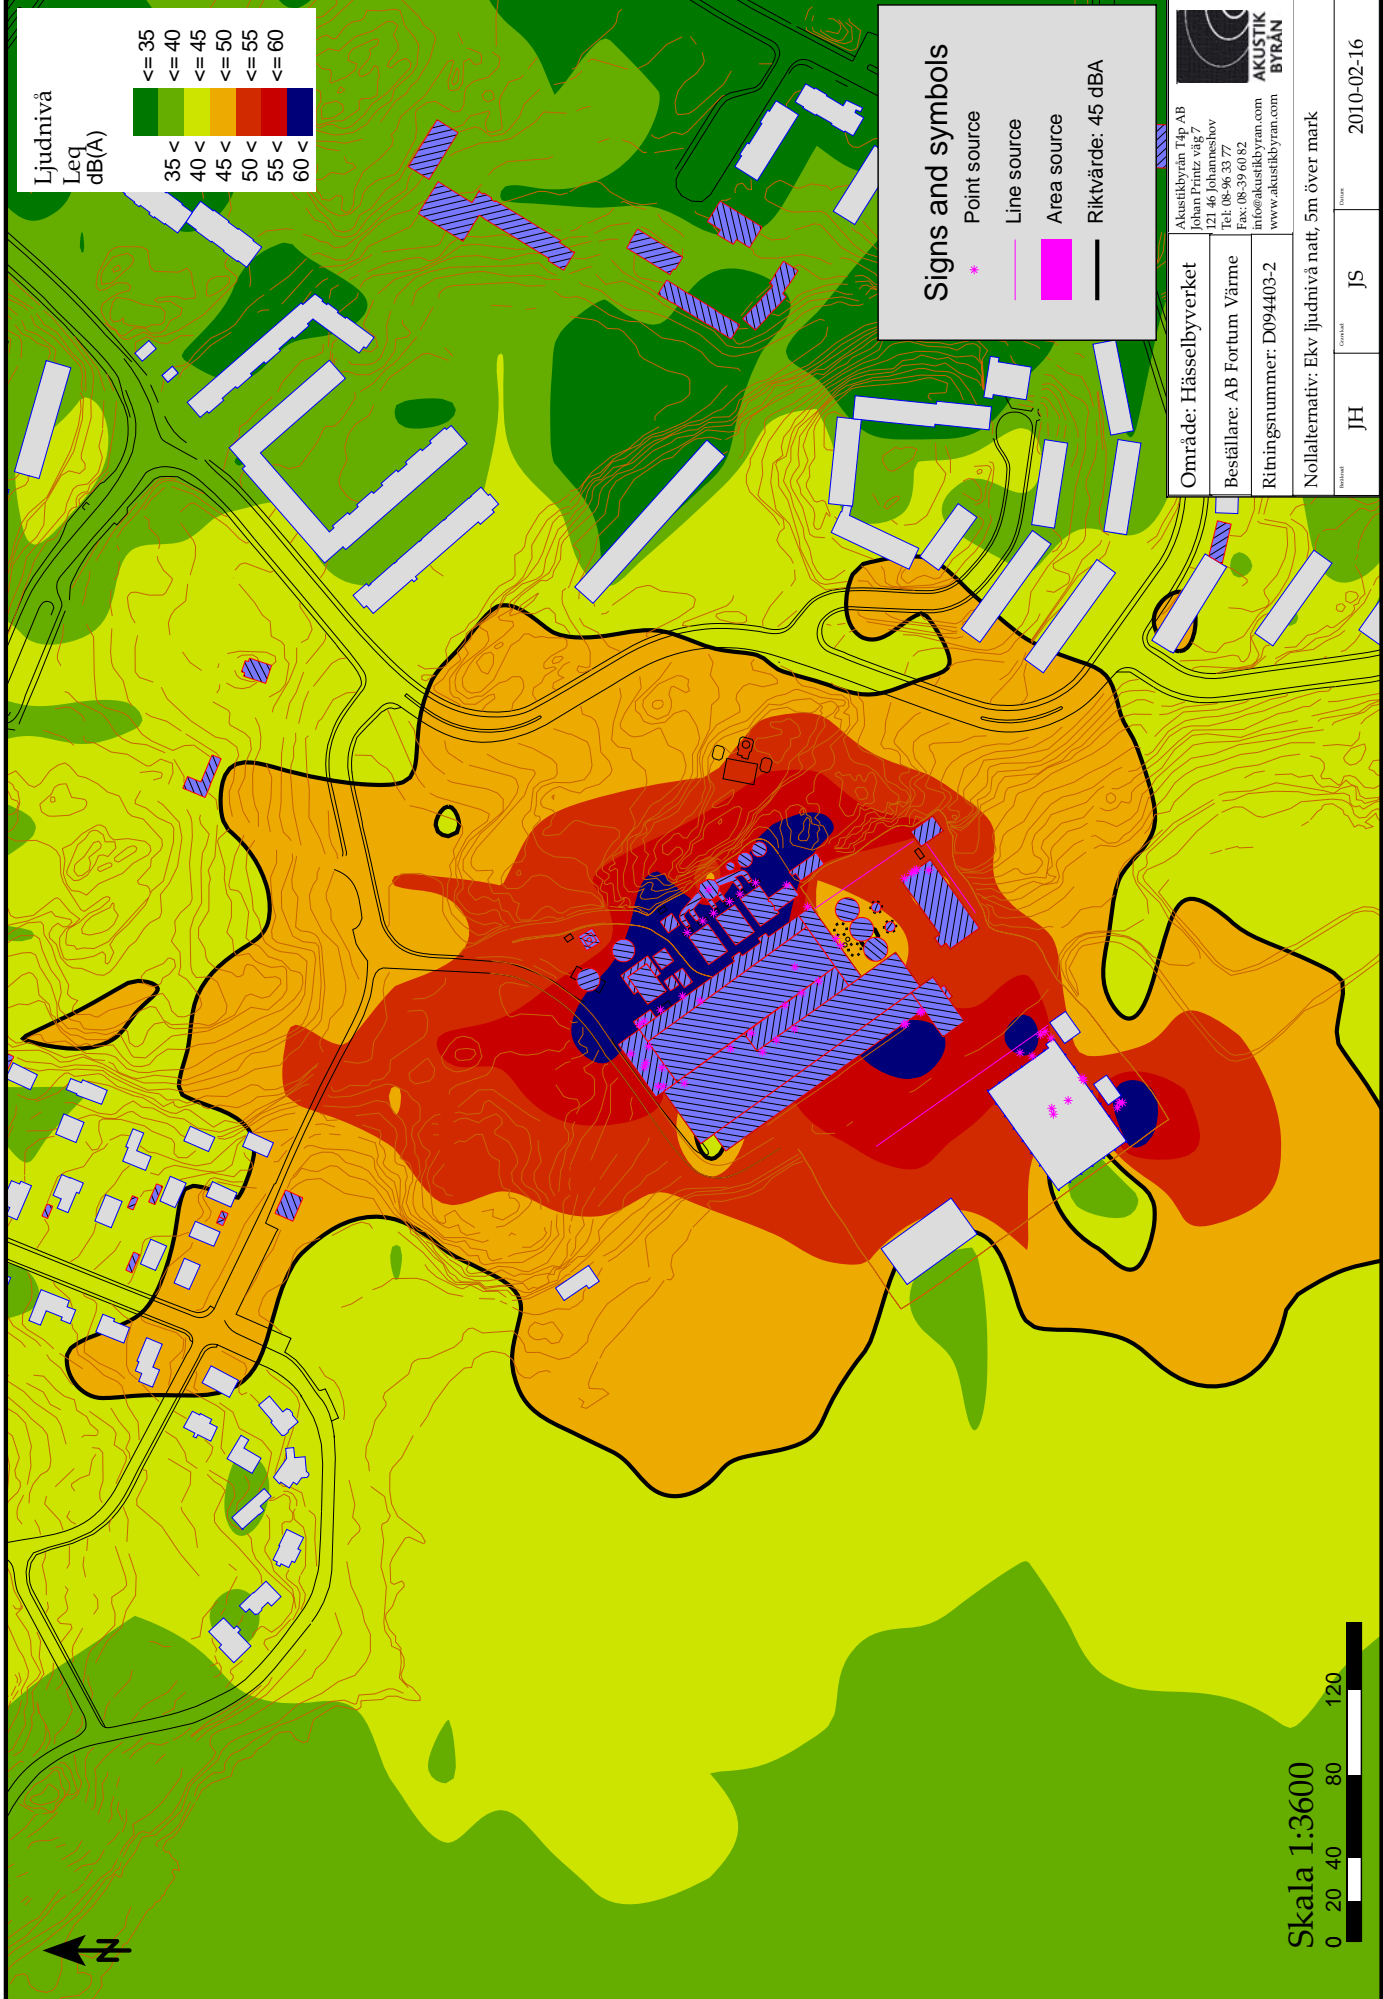 Ljudnivå
Leq
dB(A)
<= 35
35 < <= 40
40 < <= 45
45 < <= 50
50 < <= 55
55 < <= 60
60 <
Signs and symbols
Point source
Line source
Area source
Riktvärde: 45 dBA
Område: Hässelbyverket
Beställare: AB Fortum Värme
Ritningsnummer: D094403-2
Akustikbyrån T4p AB
Johan Printz väg 7
121 46 Johanneshov
Tel: 08-96 33 77
Fax: 08-39 60 82
info@akustikbyran.com
www.akustikbyran.com
AKUSTIK
BYRÅN
Nollalternativ: Ekv ljudnivå natt, 5m över mark
JH
JS
Datum
2010-02-16
Skala 1:3600
0 20 40 80 120
N